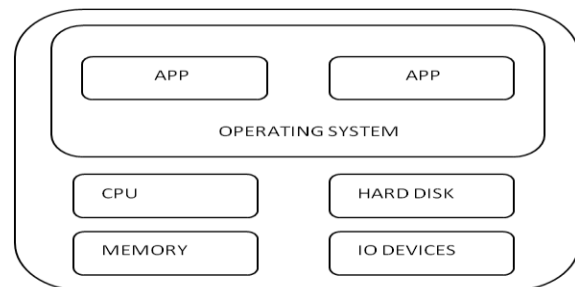 APP APP
OPERATING SYSTEM
CPU HARD DISK
MEMORY IO DEVICES